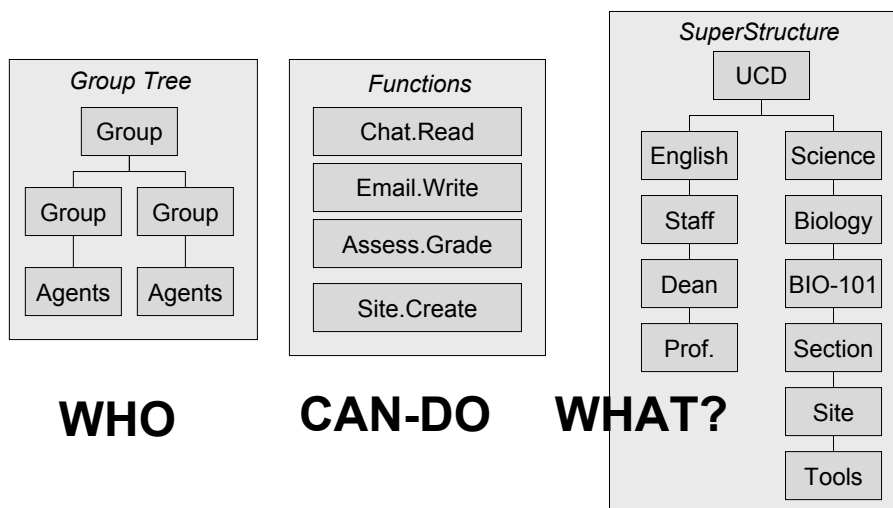 Group Tree
Group
Group Group
Agents Agents
WHO
Functions
Chat.Read
Email.Write
Assess.Grade
Site.Create
CAN-DO
SuperStructure
UCD
English Science
Staff Biology
Dean BIO-101
Prof. Section
WHAT?
Site
Tools